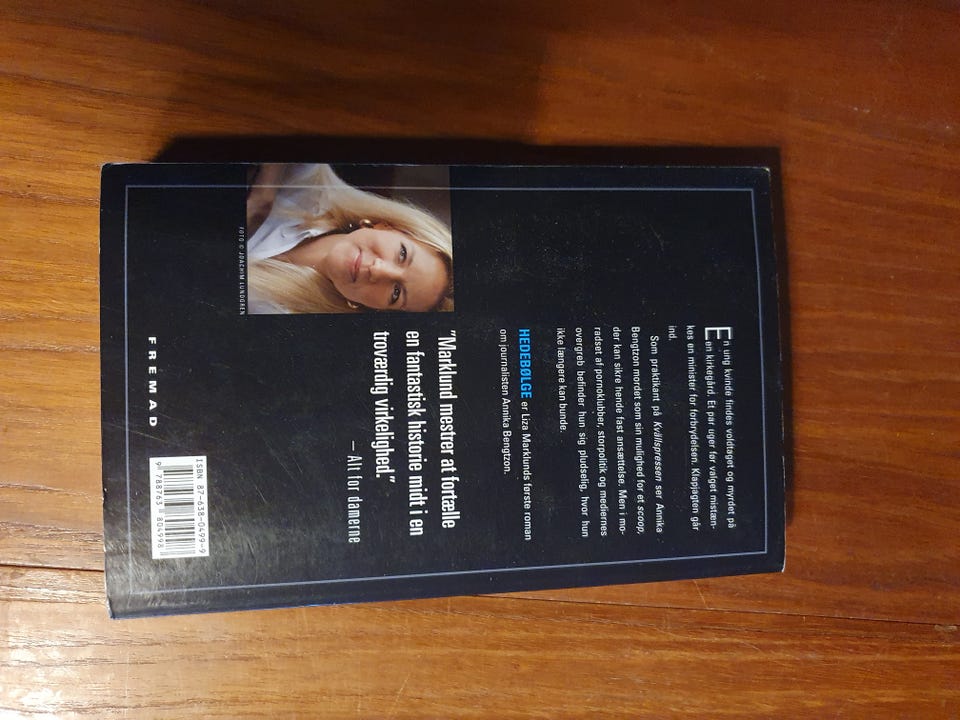 En ung kvinde findes voldtaget og myrdet på
en kirkegård. Et par uger før valget mistæn-
kes en minister for forbrydelsen. Klapjagten går
ind.
Som praktikant på Kvällspressen ser Annika
Bengtzon mordet som sin mulighed for et scoop,
der kan sikre hende fast ansættelse. Men i mo-
radset af pornoklubber, storpolitik og mediernes
overgreb befinder hun sig pludselig, hvor hun
ikke længere kan bunde.
HEDEBØLGE er Liza Marklunds første roman
om journalisten Annika Bengtzon.
"Marklund mestrer at fortælle
en fantastisk historie midt i en
troværdig virkelighed."
– Alt for damerne
FOTO © JOACHIM LUNDGREN
FREMAD
ISBN 87-638-0499-9
9 788763 804998